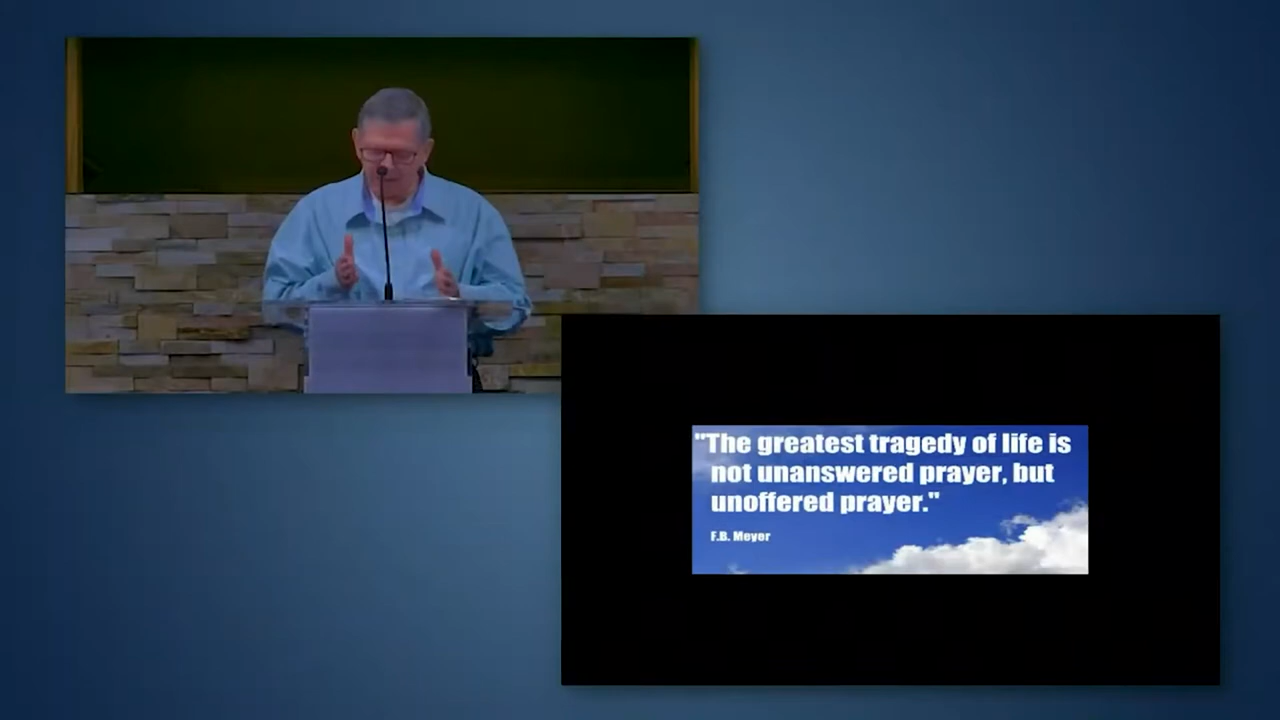 "The greatest tragedy of life is
not unanswered prayer, but
unoffered prayer."
F.B. Meyer